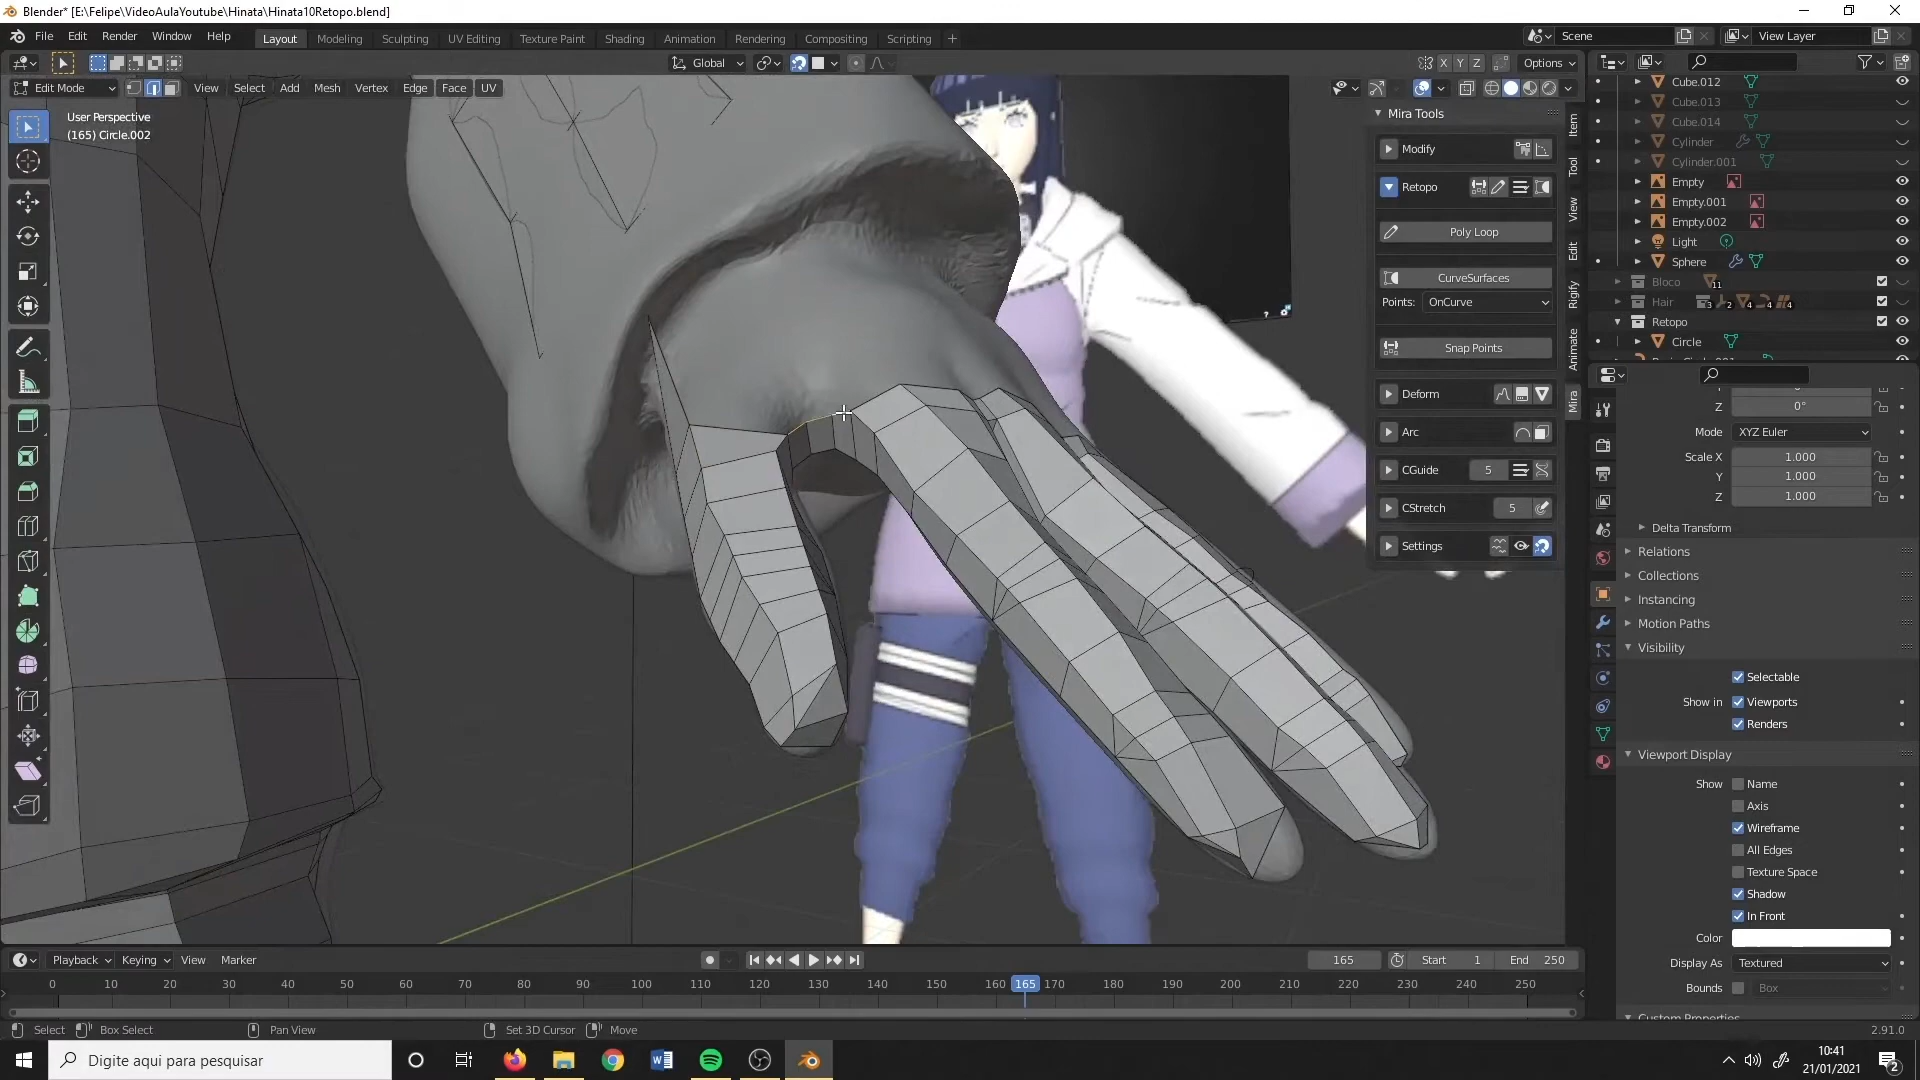 Blender* [E:\Felipe\VideoAulaYoutube\Hinata\Hinata10Retopo.blend]
File Edit Render Window Help
Layout Modeling Sculpting UV Editing Texture Paint Shading Animation Rendering Compositing Scripting +
Scene View Layer
Global X Y Z Options
Edit Mode View Select Add Mesh Vertex Edge Face UV
User Perspective
(165) Circle.002
Mira Tools
Modify
Retopo
Poly Loop
CurveSurfaces
Points: OnCurve
Snap Points
Deform
Arc
CGuide 5
CStretch 5
Settings
Item
Tool
View
Edit
Rigify
Animate
Mira
Cube.012
Cube.013
Cube.014
Cylinder
Cylinder.001
Empty
Empty.001
Empty.002
Light
Sphere
Bloco 11
Hair 3 2 4 4 4
Retopo
Circle
Z 0°
Mode XYZ Euler
Scale X 1.000
Y 1.000
Z 1.000
Delta Transform
Relations
Collections
Instancing
Motion Paths
Visibility
Selectable
Show in Viewports
Renders
Viewport Display
Show Name
Axis
Wireframe
All Edges
Texture Space
Shadow
In Front
Color
Display As Textured
Bounds Box
Custom Properties
Playback Keying View Marker
165 Start 1 End 250
0 10 20 30 40 50 60 70 80 90 100 110 120 130 140 150 160 165 170 180 190 200 210 220 230 240 250
Select Box Select Pan View Set 3D Cursor Move
2.91.0
Digite aqui para pesquisar
10:41
21/01/2021
2